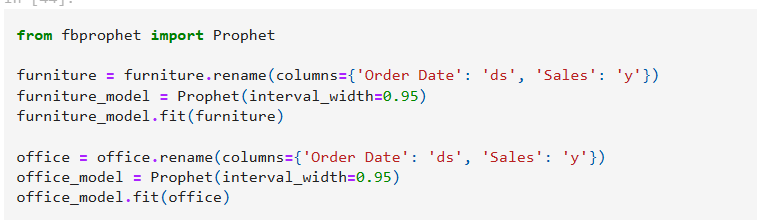 In [44]:
from fbprophet import Prophet
furniture = furniture.rename(columns={'Order Date': 'ds', 'Sales': 'y'})
furniture_model = Prophet(interval_width=0.95)
furniture_model.fit(furniture)
office = office.rename(columns={'Order Date': 'ds', 'Sales': 'y'})
office_model = Prophet(interval_width=0.95)
office_model.fit(office)